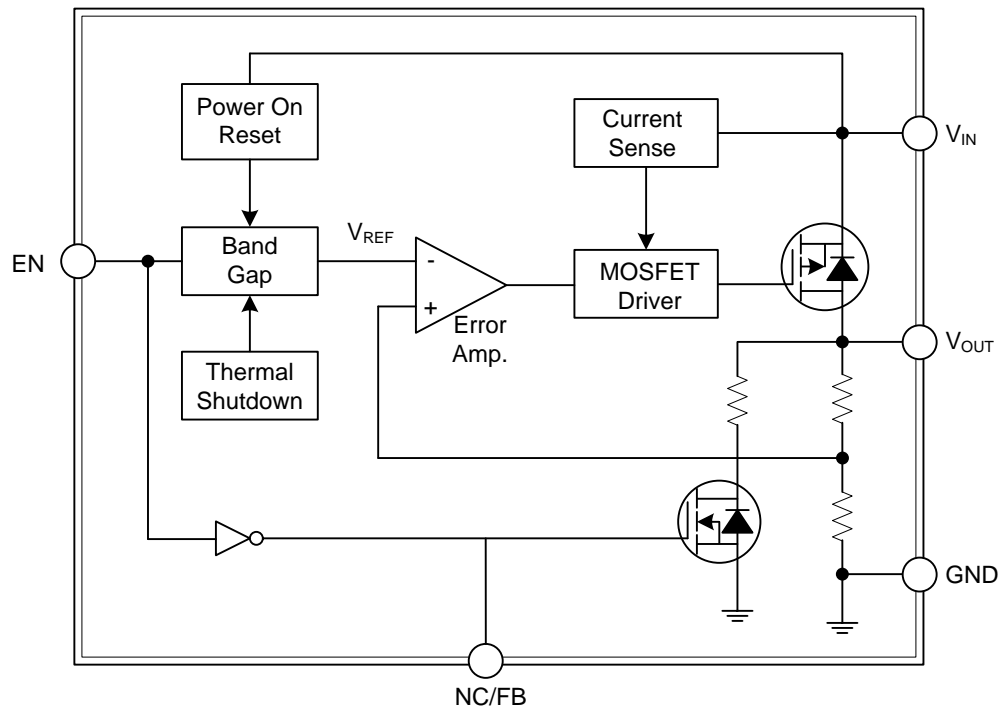 Power On
Reset
Current
Sense
V_IN
EN
Band
Gap
V_REF
-
+
Error
Amp.
MOSFET
Driver
V_OUT
Thermal
Shutdown
GND
NC/FB